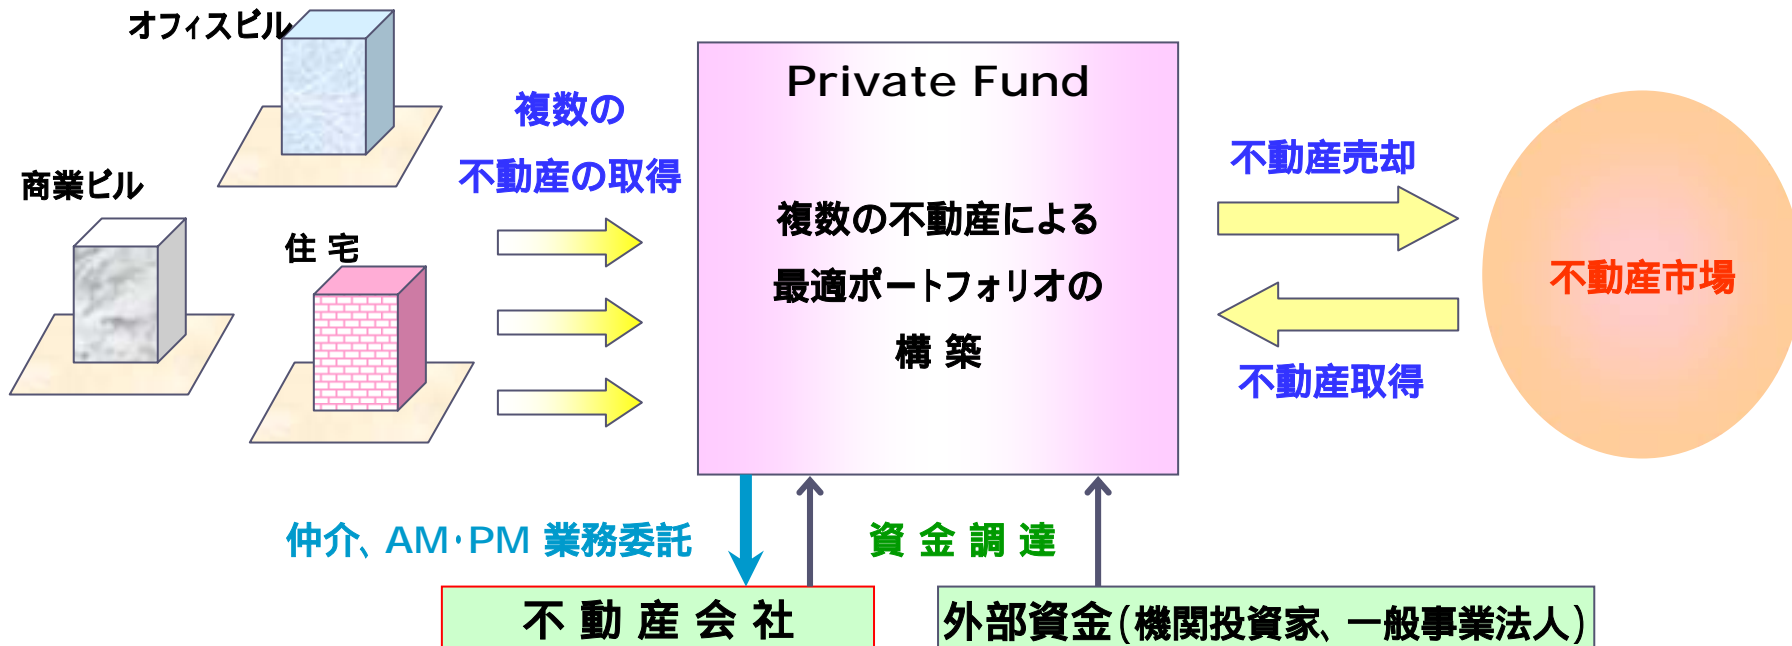 オフィスビル
商業ビル
住 宅
複数の
不動産の取得
Private Fund
複数の不動産による
最適ポートフォリオの
構 築
不動産売却
不動産取得
不動産市場
仲介、AM・PM 業務委託
資 金 調 達
不 動 産 会 社
外部資金(機関投資家、一般事業法人)